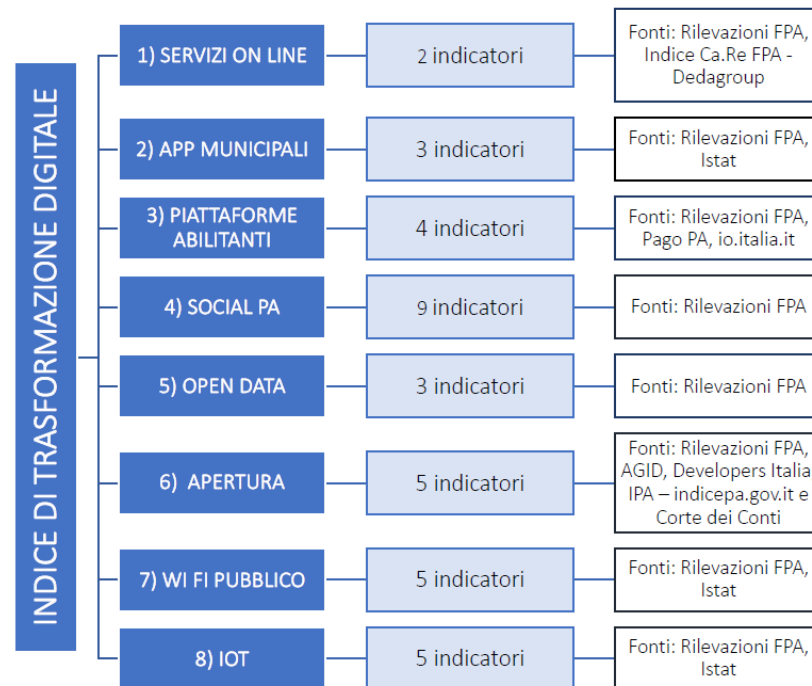 INDICE DI TRASFORMAZIONE DIGITALE
1) SERVIZI ON LINE
2 indicatori
Fonti: Rilevazioni FPA,
Indice Ca.Re FPA -
Dedagroup
2) APP MUNICIPALI
3 indicatori
Fonti: Rilevazioni FPA,
Istat
3) PIATTAFORME
ABILITANTI
4 indicatori
Fonti: Rilevazioni FPA,
Pago PA, io.italia.it
4) SOCIAL PA
9 indicatori
Fonti: Rilevazioni FPA
5) OPEN DATA
3 indicatori
Fonti: Rilevazioni FPA
6) APERTURA
5 indicatori
Fonti: Rilevazioni FPA,
AGID, Developers Italia
IPA – indicepa.gov.it e
Corte dei Conti
7) WI FI PUBBLICO
5 indicatori
Fonti: Rilevazioni FPA,
Istat
8) IOT
5 indicatori
Fonti: Rilevazioni FPA,
Istat